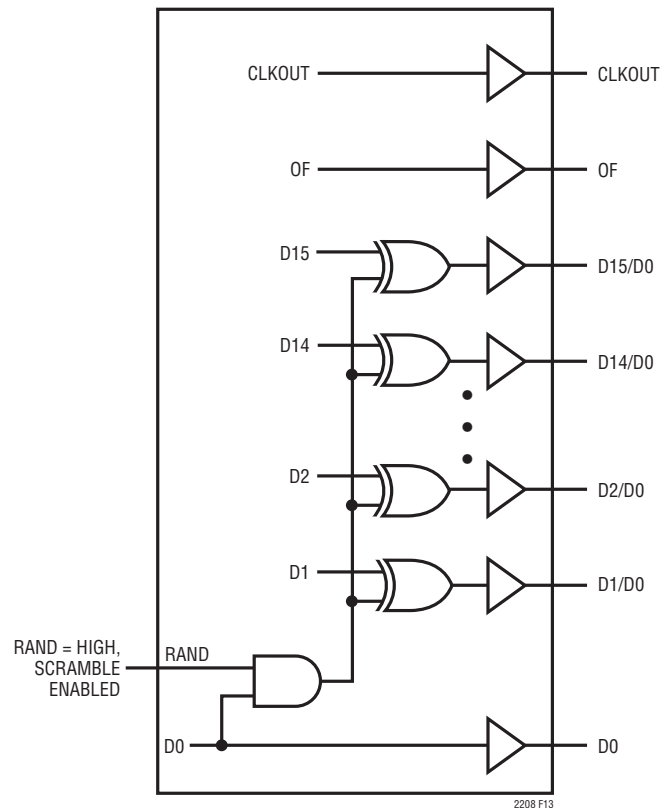 CLKOUT
CLKOUT
OF
OF
D15
D15/D0
D14
D14/D0
D2
D2/D0
D1
D1/D0
RAND = HIGH,
SCRAMBLE
ENABLED
RAND
D0
D0
2208 F13